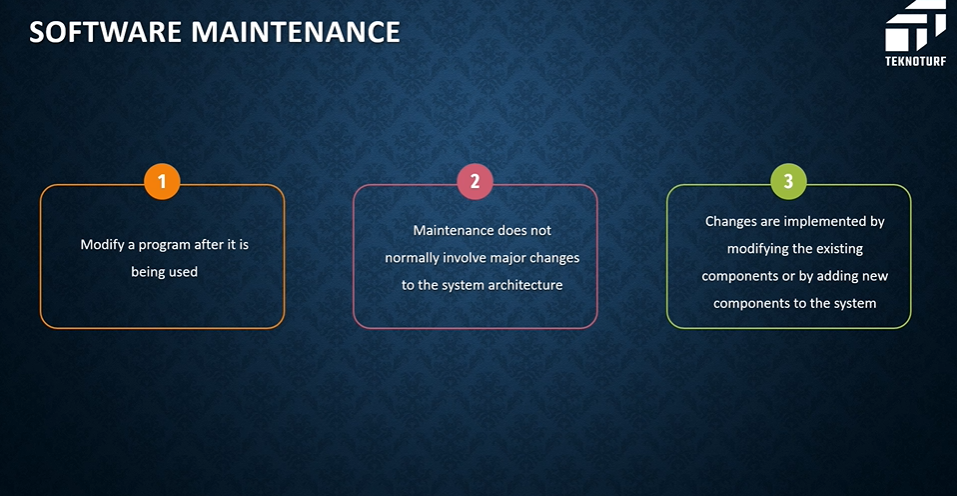 SOFTWARE MAINTENANCE
TEKNOTURF
1
Modify a program after it is
being used
2
Maintenance does not
normally involve major changes
to the system architecture
3
Changes are implemented by
modifying the existing
components or by adding new
components to the system